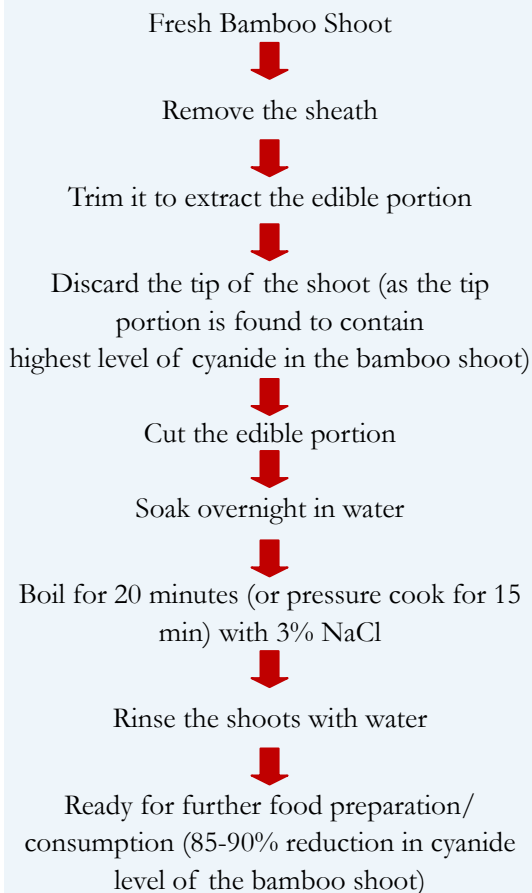 Fresh Bamboo Shoot
Remove the sheath
Trim it to extract the edible portion
Discard the tip of the shoot (as the tip
portion is found to contain
highest level of cyanide in the bamboo shoot)
Cut the edible portion
Soak overnight in water
Boil for 20 minutes (or pressure cook for 15
min) with 3% NaCl
Rinse the shoots with water
Ready for further food preparation/
consumption (85-90% reduction in cyanide
level of the bamboo shoot)